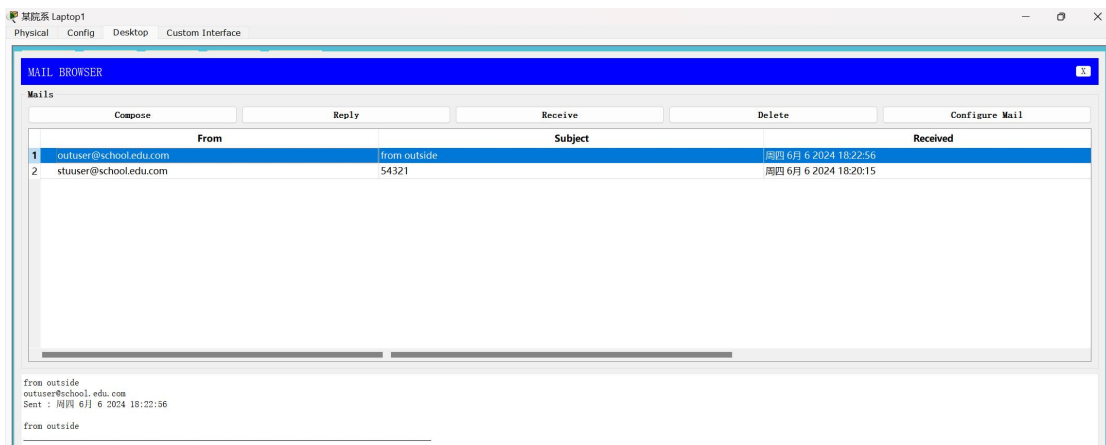 某院系 Laptop1
Physical Config Desktop Custom Interface
MAIL BROWSER X
Mails
Compose Reply Receive Delete Configure Mail
From Subject Received
1 outuser@school.edu.com from outside 周四 6月 6 2024 18:22:56
2 stuuser@school.edu.com 54321 周四 6月 6 2024 18:20:15
from outside
outuser@school.edu.com
Sent : 周四 6月 6 2024 18:22:56
from outside